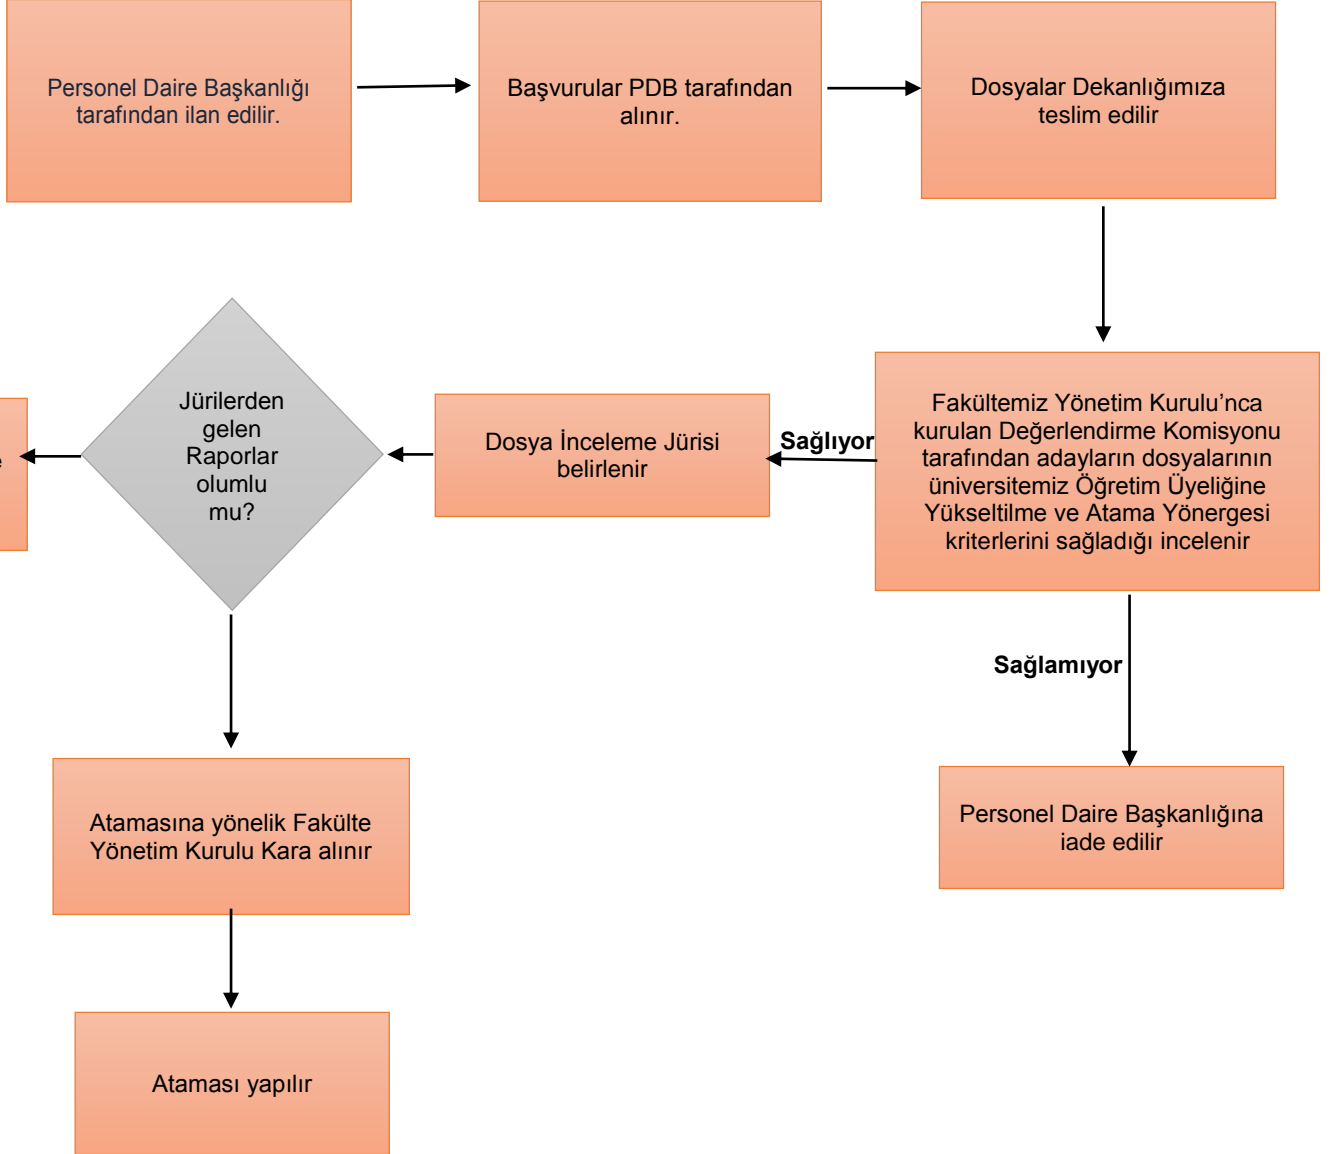 Personel Daire Başkanlığı
tarafından ilan edilir.
Başvurular PDB tarafından
alınır.
Dosyalar Dekanlığımıza
teslim edilir
Fakültemiz Yönetim Kurulu’nca
kurulan Değerlendirme Komisyonu
tarafından adayların dosyalarının
üniversitemiz Öğretim Üyeliğine
Yükseltilme ve Atama Yönergesi
kriterlerini sağladığı incelenir
Sağlıyor
Dosya İnceleme Jürisi
belirlenir
Jürilerden
gelen
Raporlar
olumlu
mu?
Sağlamıyor
Personel Daire Başkanlığına
iade edilir
Atamasına yönelik Fakülte
Yönetim Kurulu Kara alınır
Ataması yapılır